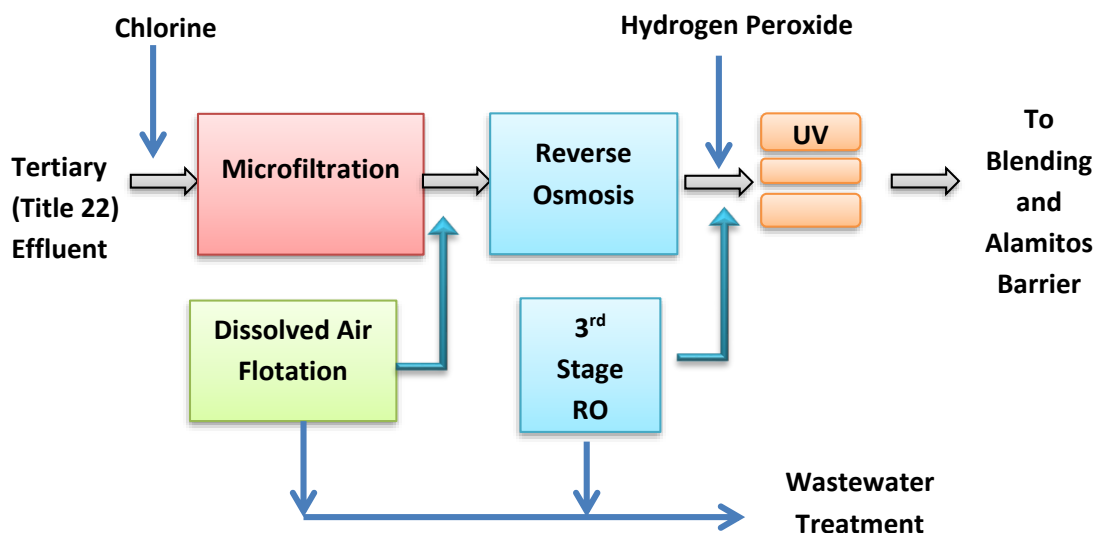 Chlorine
Hydrogen Peroxide
Tertiary
(Title 22)
Effluent
Microfiltration
Reverse
Osmosis
UV
To
Blending
and
Alamitos
Barrier
Dissolved Air
Flotation
3rd
Stage
RO
Wastewater
Treatment